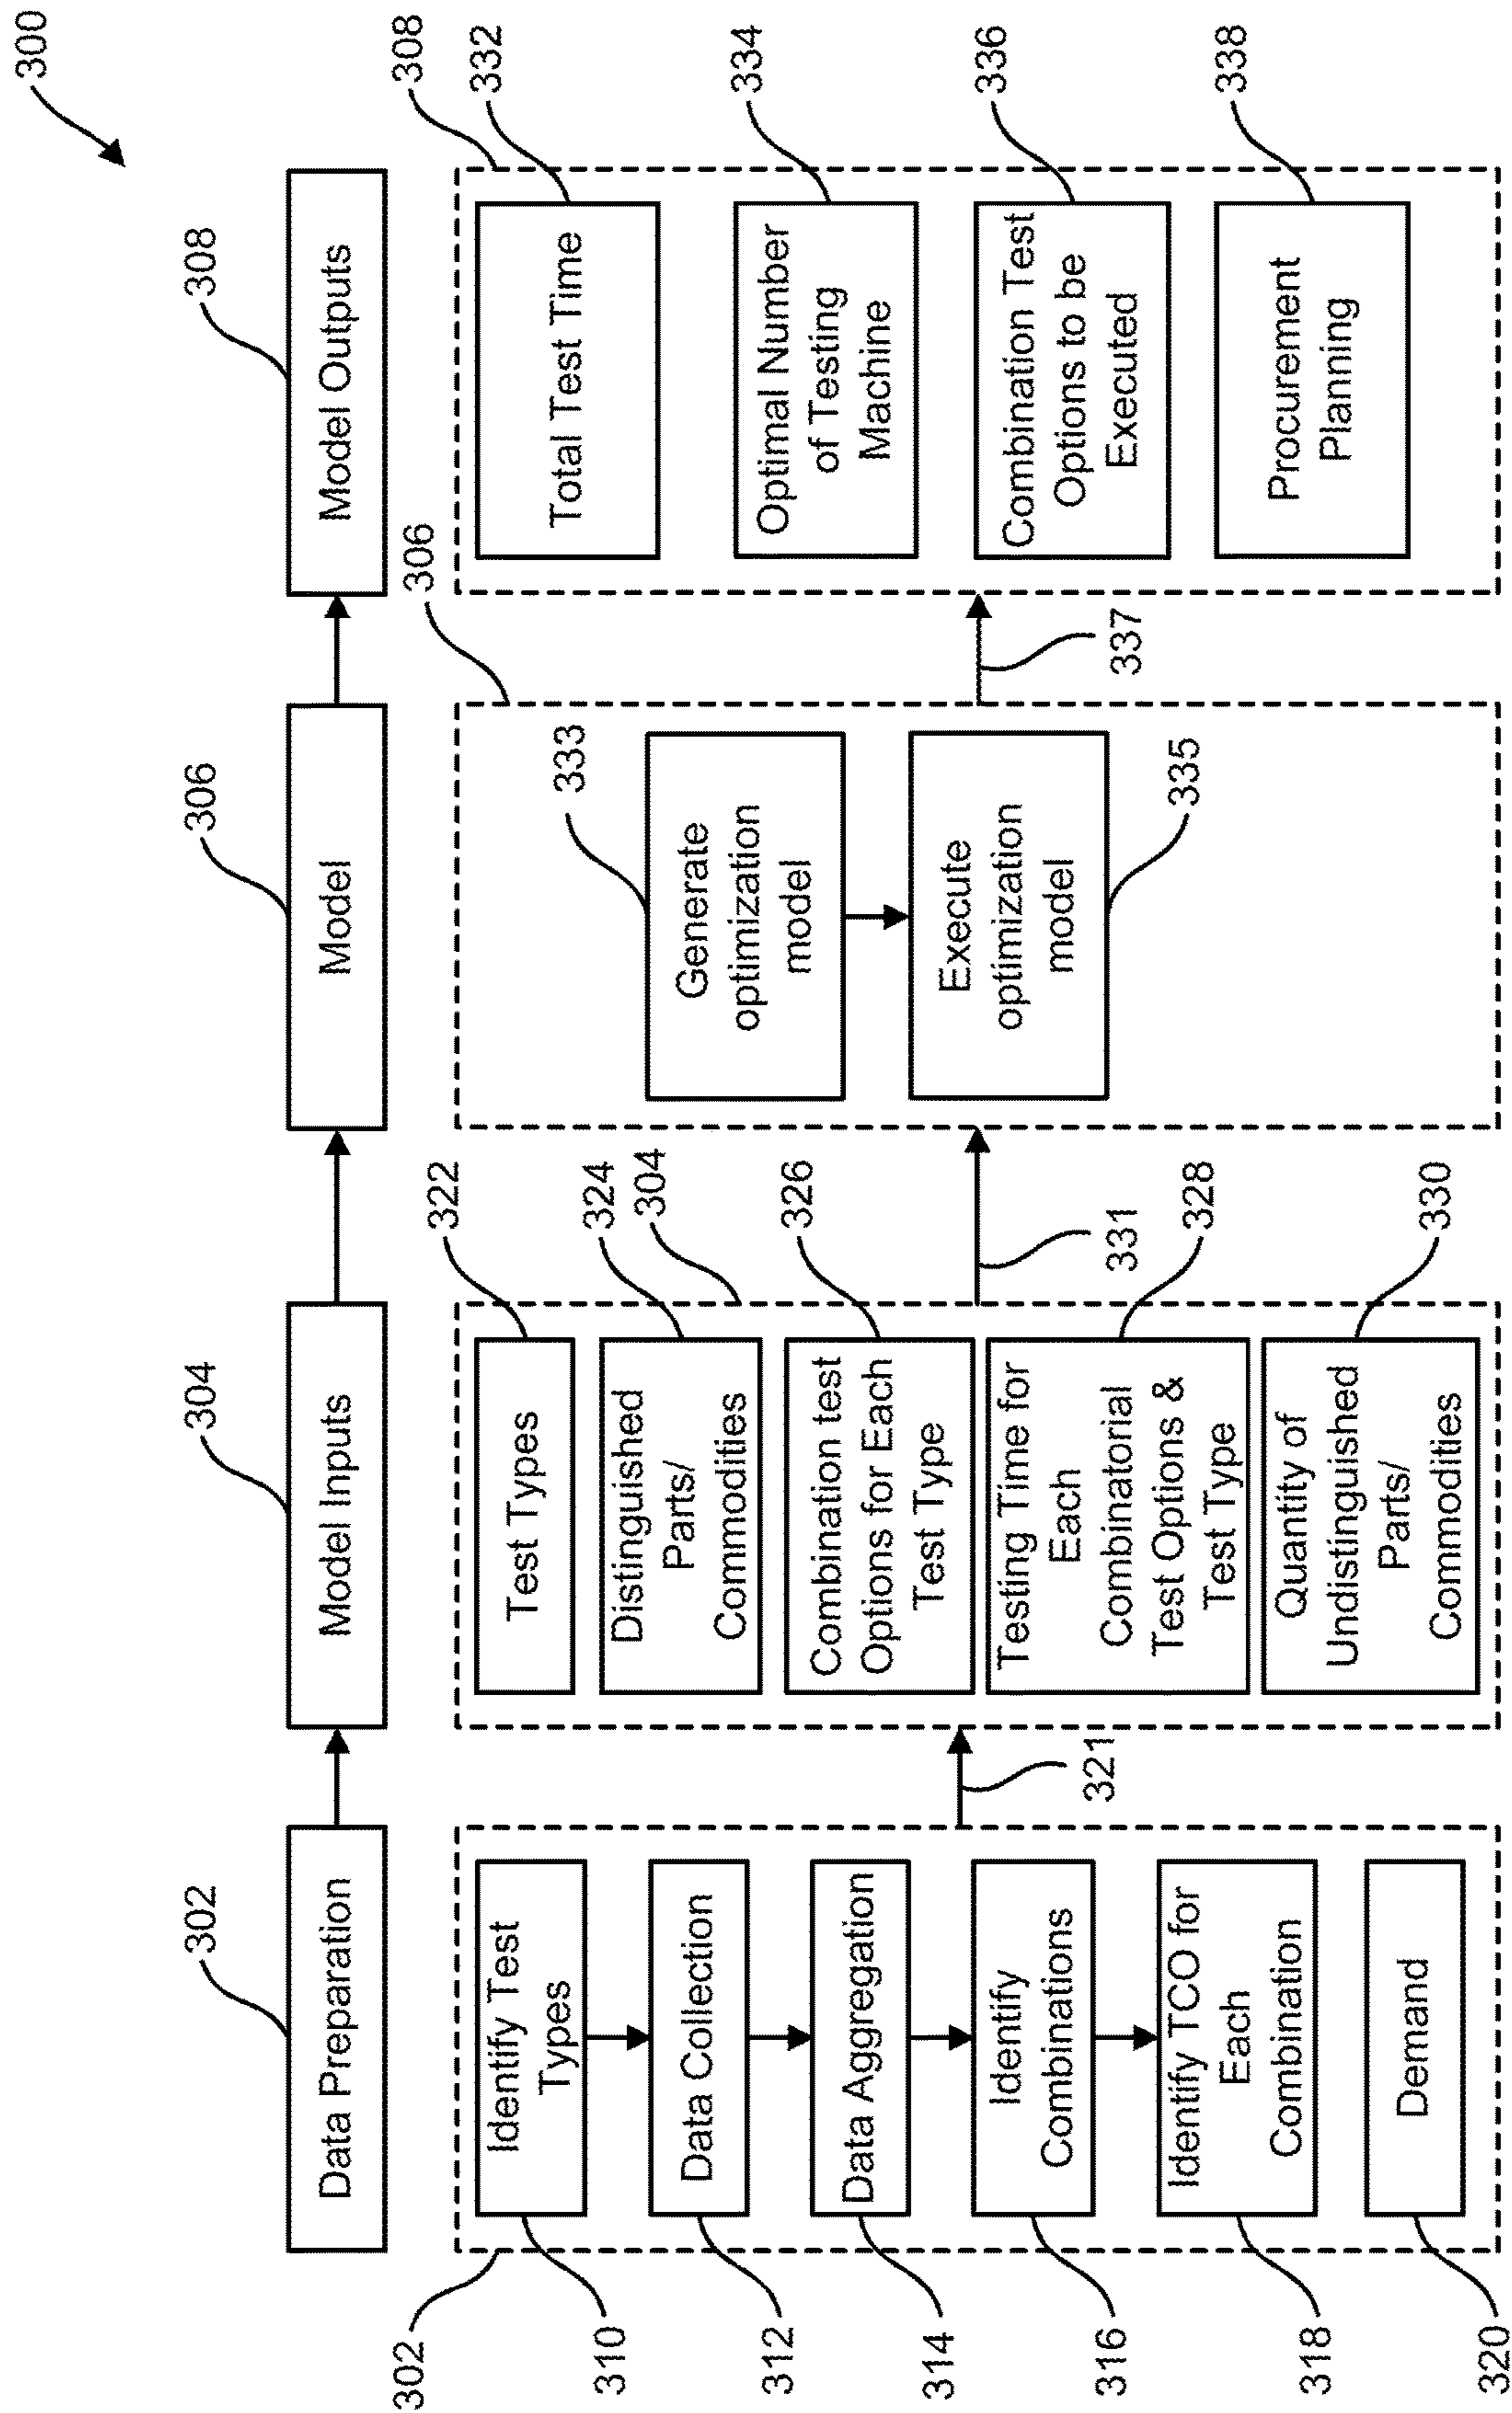 300
302
Data Preparation
304
Model Inputs
306
Model
308
Model Outputs
302
310
Identify Test
Types
312
Data Collection
314
Data Aggregation
316
Identify
Combinations
318
Identify TCO for
Each
Combination
320
Demand
321
322
Test Types
324
Distinguished
Parts/
Commodities
304
326
Combination test
Options for Each
Test Type
328
Testing Time for
Each
Combinatorial
Test Options &
Test Type
330
Quantity of
Undistinguished
Parts/
Commodities
331
306
333
Generate
optimization
model
335
Execute
optimization
model
337
308
332
Total Test Time
334
Optimal Number
of Testing
Machine
336
Combination Test
Options to be
Executed
338
Procurement
Planning